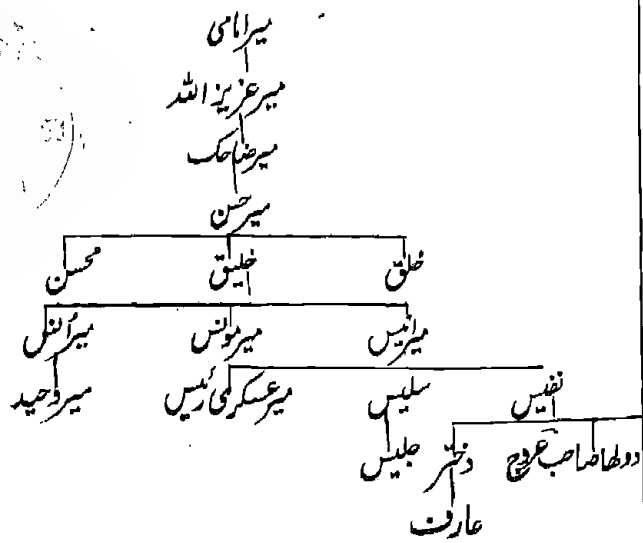 میر امامی
میر عزیز اللہ
میر ضاحک
میر حسن
خلق خلیق محسن
میر انیس میر مونس میر أنس
نفیس سلیس میر عسکری رئیس میر وحید
دولھا صاحب عروج دختر جلیس
عارف